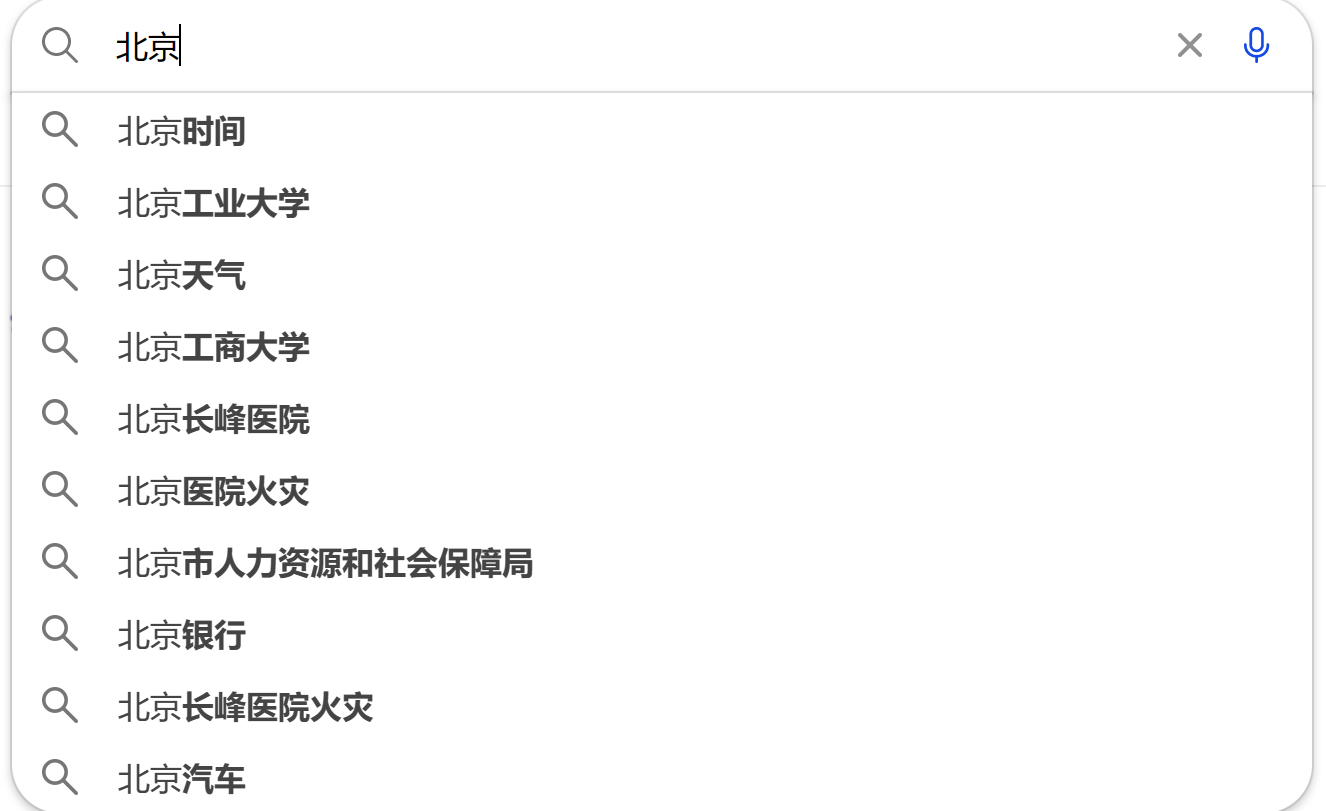 北京
北京时间
北京工业大学
北京天气
北京工商大学
北京长峰医院
北京医院火灾
北京市人力资源和社会保障局
北京银行
北京长峰医院火灾
北京汽车